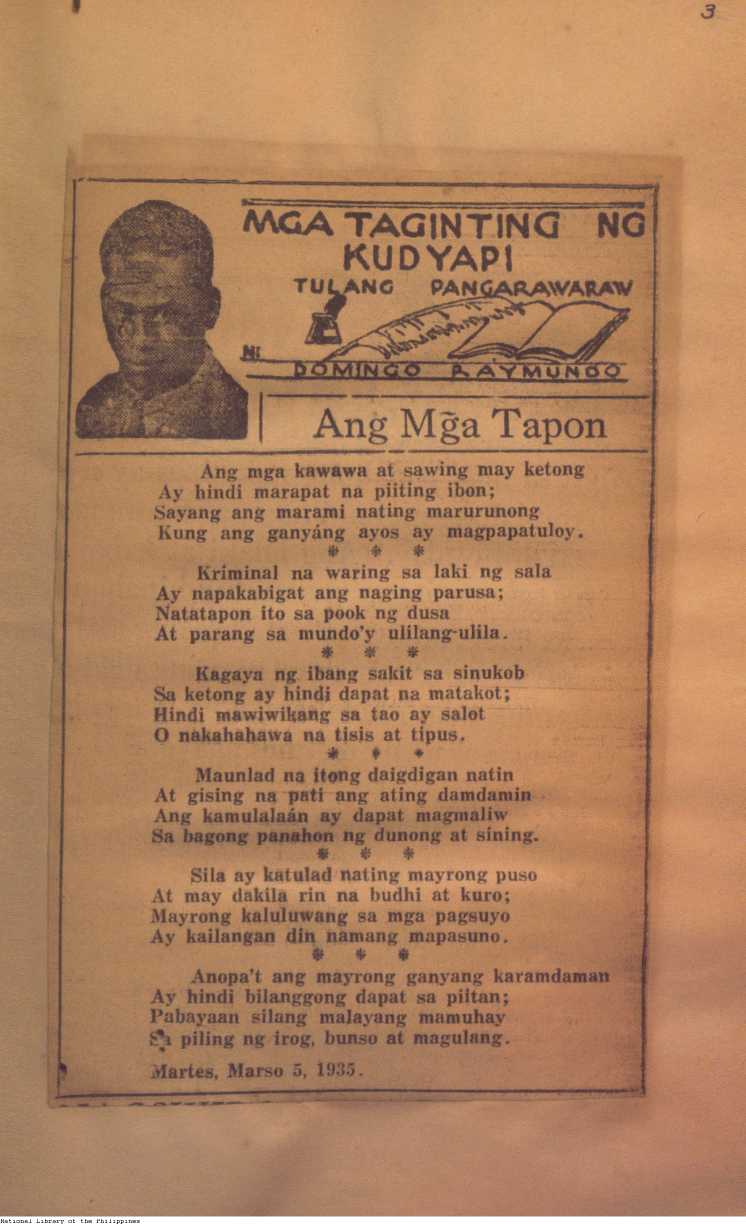 3
MGA TAGINTING NG
KUDYAPI
TULANG PANGARAWARAW
NI
DOMINGO RAYMUNDO
Ang Mg̃a Tapon
Ang mga kawawa at sawing may ketong
Ay hindi marapat na piiting ibon;
Sayang ang marami nating marurunong
Kung ang ganyáng ayos ay magpapatuloy.
* * *
Kriminal na waring sa laki ng sala
Ay napakabigat ang naging parusa;
Natatapon ito sa pook ng dusa
At parang sa mundo'y ulilang-ulila.
* * *
Kagaya ng ibang sakit sa sinukob
Sa ketong ay hindi dapat na matakot;
Hindi mawiwikang sa tao ay salot
O nakahahawa na tisis at tipus.
* * *
Maunlad na itong daigdigan natin
At gising na pati ang ating damdamin
Ang kamulalaán ay dapat magmaliw
Sa bagong panahon ng dunong at sining.
* * *
Sila ay katulad nating mayrong puso
At may dakila rin na budhi at kuro;
Mayrong kaluluwang sa mga pagsuyo
Ay kailangan din namang mapasuno.
* * *
Anopa't ang mayrong ganyang karamdaman
Ay hindi bilanggong dapat sa piitan;
Pabayaan silang malayang mamuhay
Sa piling ng irog, bunso at magulang.
Martes, Marso 5, 1935.
National Library of the Philippines